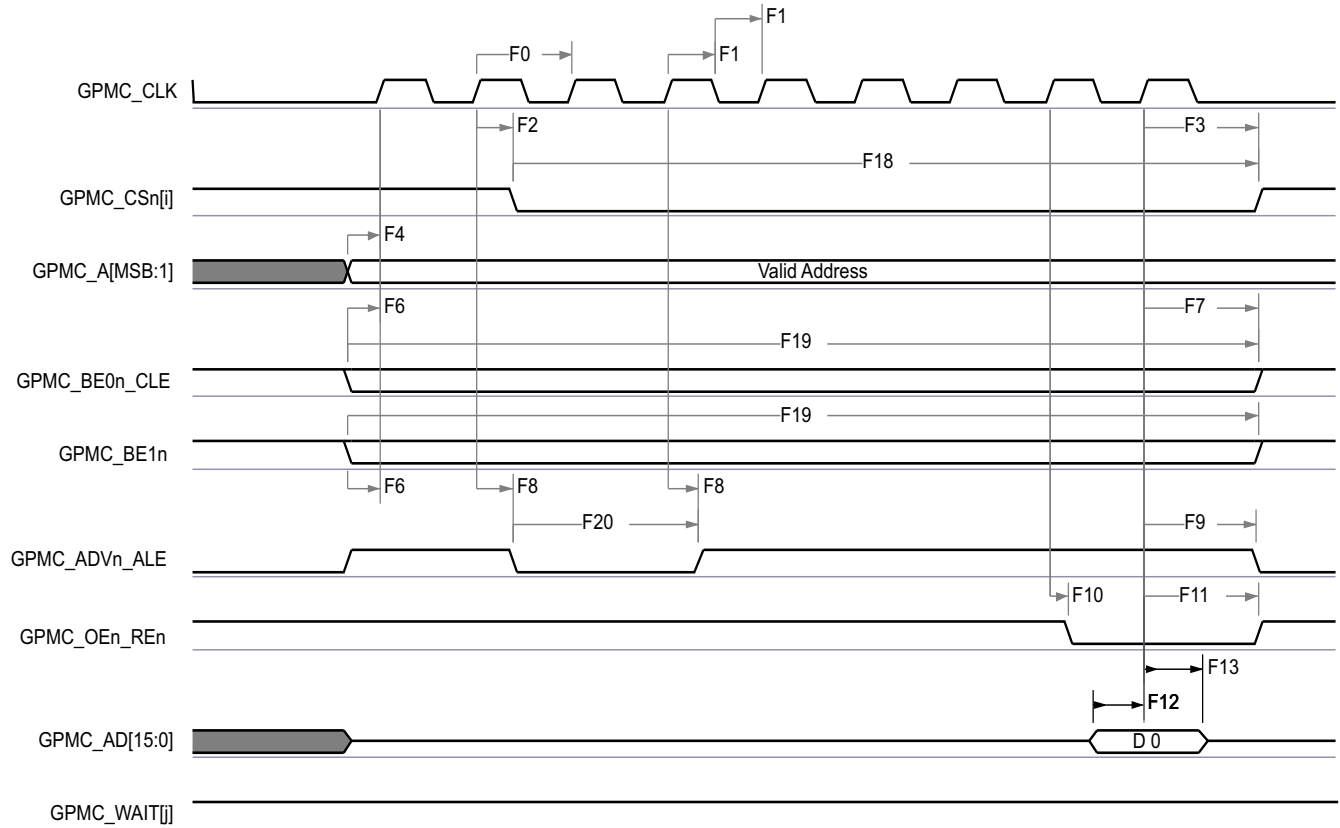 F1
F0
F1
GPMC_CLK
F2
F3
F18
GPMC_CSn[i]
F4
GPMC_A[MSB:1]
Valid Address
F6
F7
F19
GPMC_BE0n_CLE
F19
GPMC_BE1n
F6
F8
F8
F20
F9
GPMC_ADVn_ALE
F10
F11
GPMC_OEn_REn
F13
F12
GPMC_AD[15:0]
D 0
GPMC_WAIT[j]